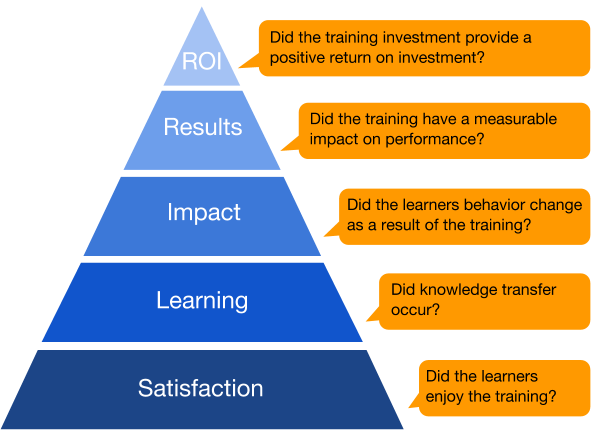 ROI
Did the training investment provide a
positive return on investment?
Results
Did the training have a measurable
impact on performance?
Impact
Did the learners behavior change
as a result of the training?
Learning
Did knowledge transfer
occur?
Satisfaction
Did the learners
enjoy the training?